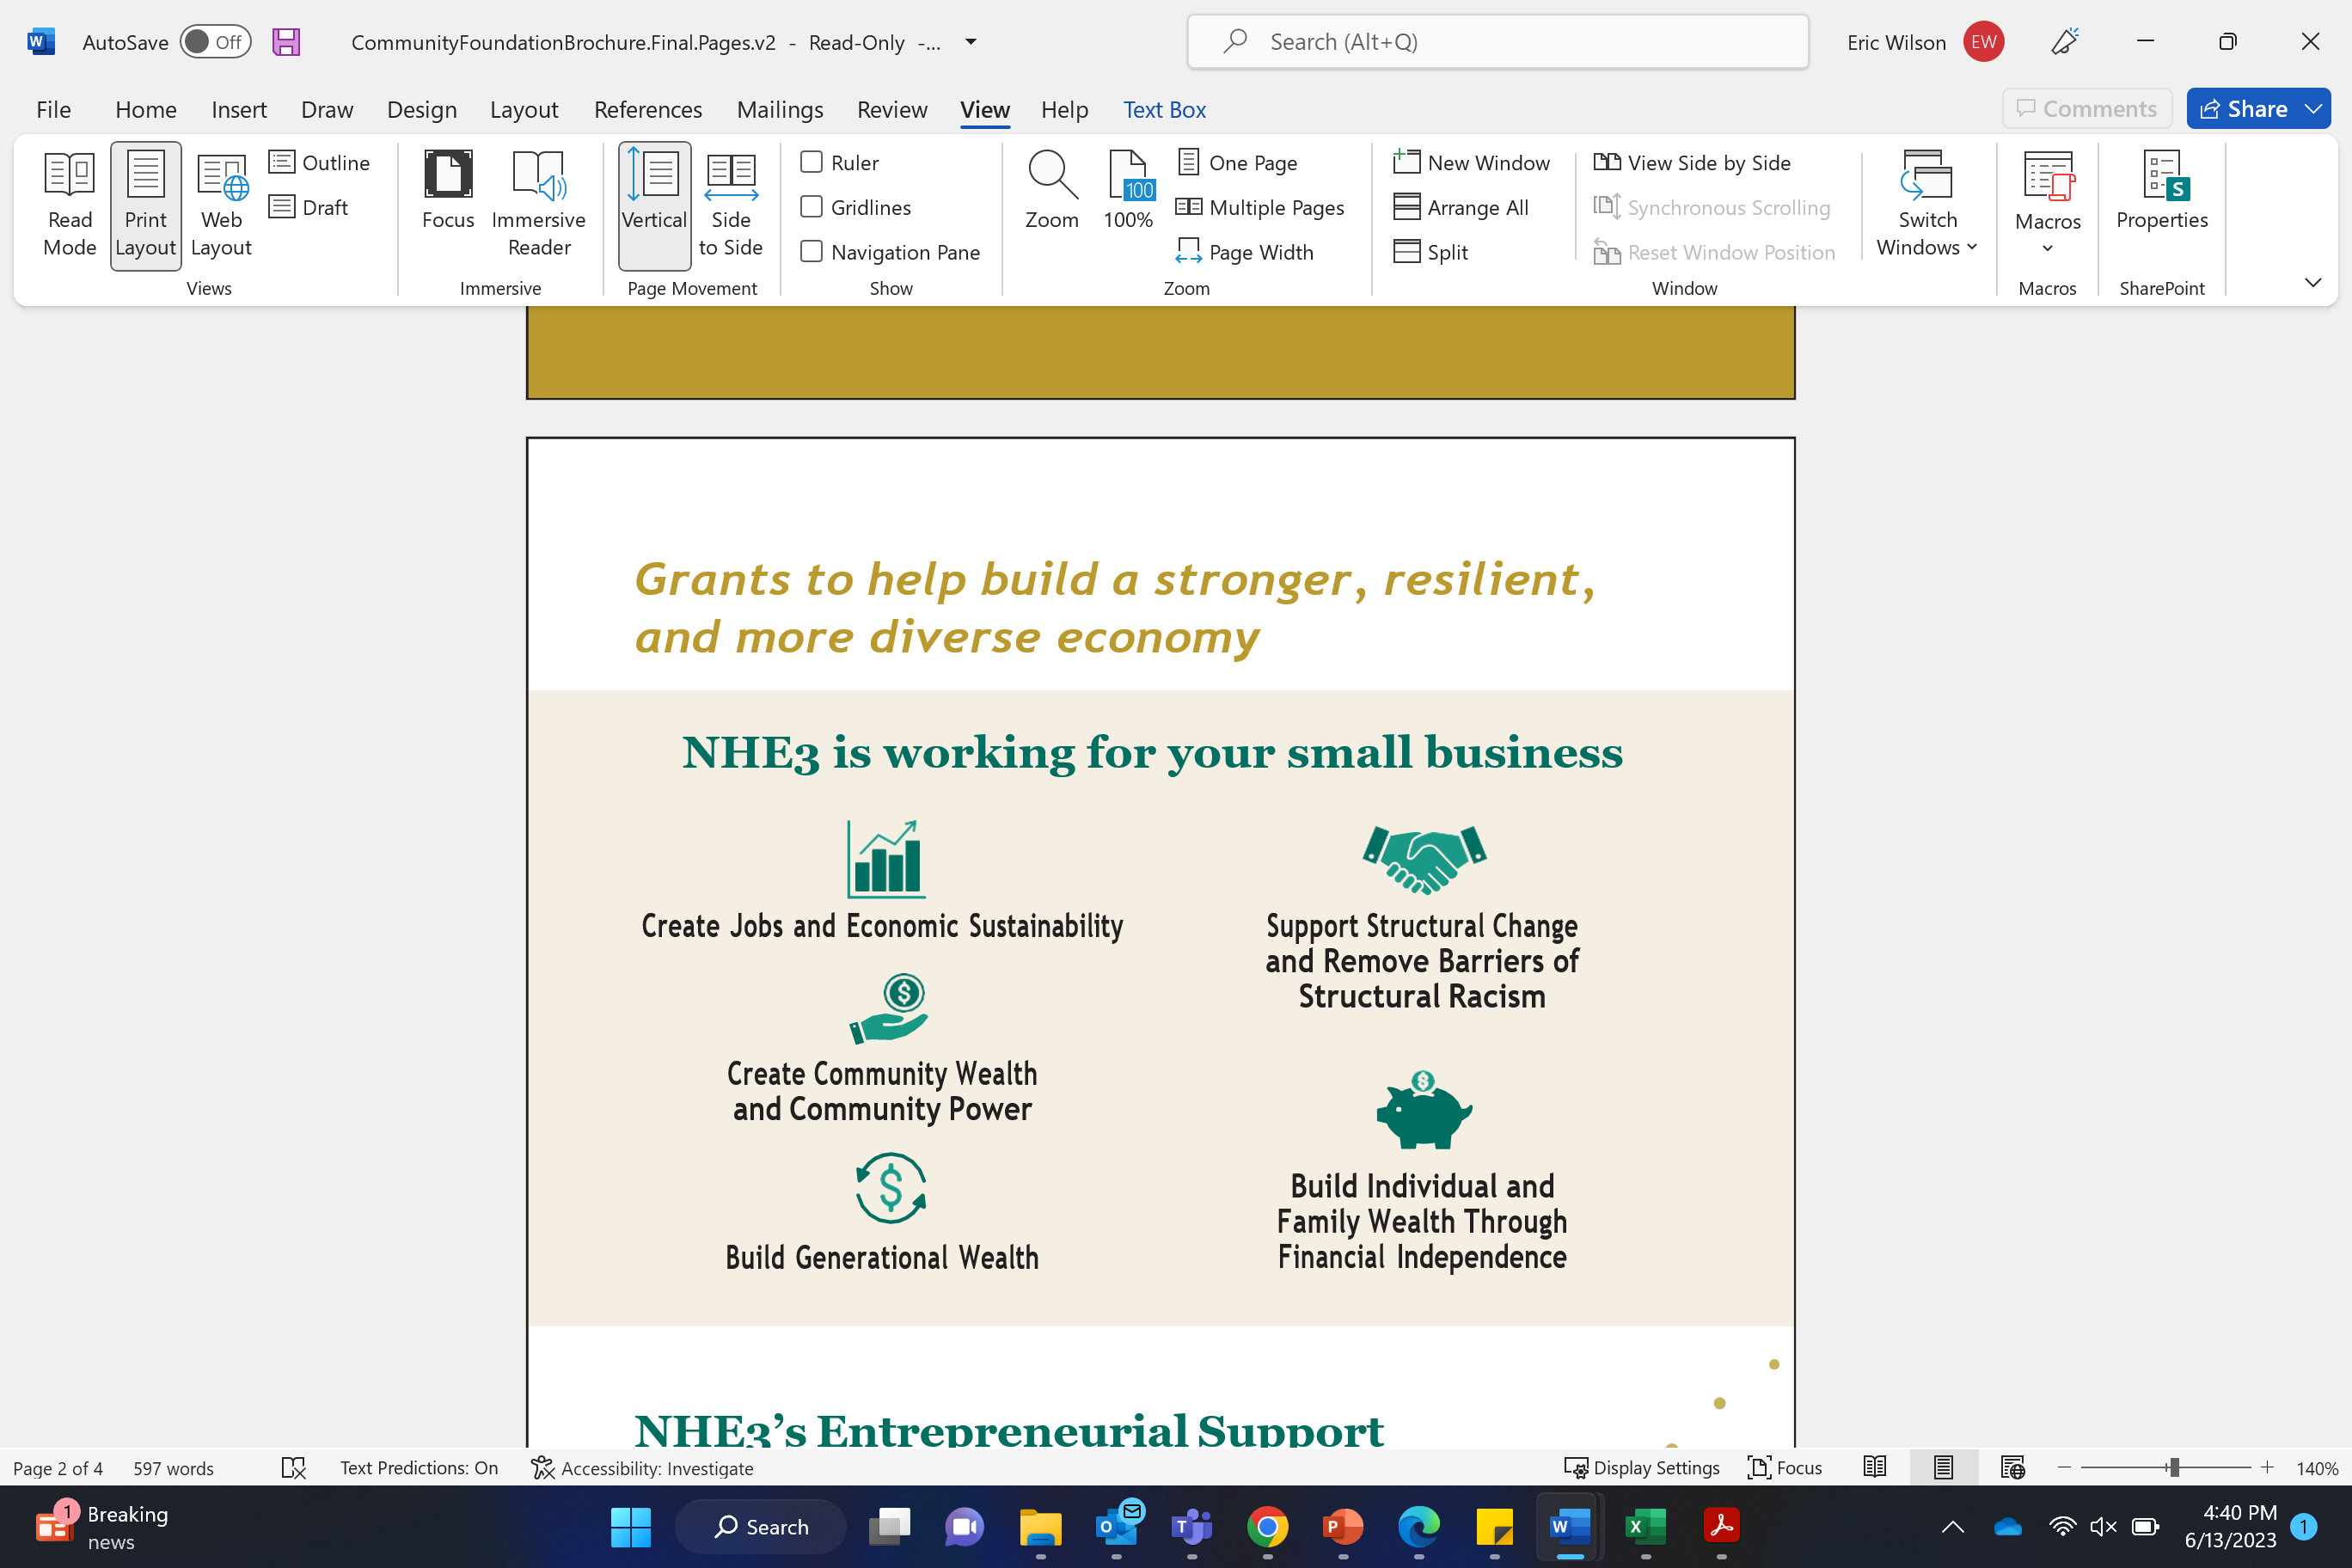 AutoSave Off CommunityFoundationBrochure.Final.Pages.v2 - Read-Only -... Search (Alt+Q) Eric Wilson EW
File Home Insert Draw Design Layout References Mailings Review View Help Text Box Comments Share
Read Mode
Print Layout
Web Layout
Outline
Draft
Views
Focus
Immersive Reader
Immersive
Vertical
Side to Side
Page Movement
Ruler
Gridlines
Navigation Pane
Show
Zoom
100
100%
One Page
Multiple Pages
Page Width
Zoom
New Window
Arrange All
Split
View Side by Side
Synchronous Scrolling
Reset Window Position
Window
Switch Windows
Macros
Macros
S
Properties
SharePoint
Grants to help build a stronger, resilient,
and more diverse economy
NHE3 is working for your small business
Create Jobs and Economic Sustainability
$
Create Community Wealth
and Community Power
$
Build Generational Wealth
Support Structural Change
and Remove Barriers of
Structural Racism
$
Build Individual and
Family Wealth Through
Financial Independence
NHE3’s Entrepreneurial Support
Page 2 of 4 597 words Text Predictions: On Accessibility: Investigate Display Settings Focus 140%
1 Breaking
news
Search
4:40 PM
6/13/2023
1